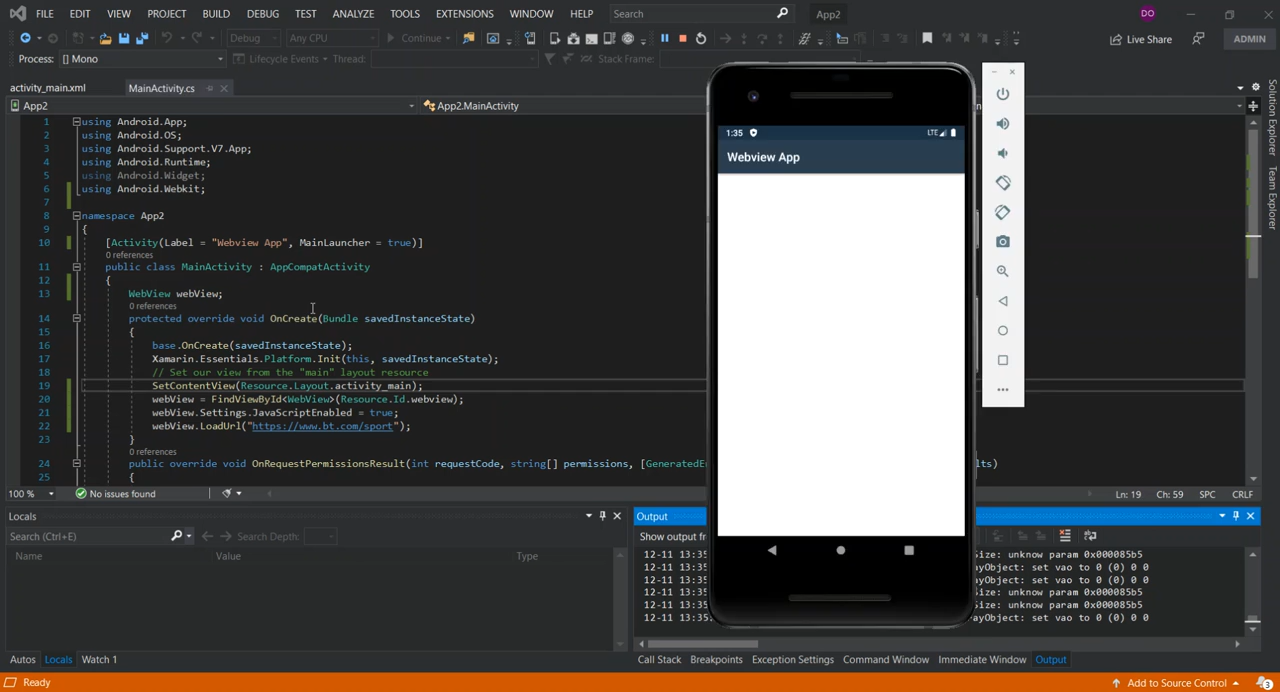 FILE EDIT VIEW PROJECT BUILD DEBUG TEST ANALYZE TOOLS EXTENSIONS WINDOW HELP Search App2 DO
Debug Any CPU Continue Live Share ADMIN
Process: [] Mono Lifecycle Events Thread: Stack Frame:
activity_main.xml MainActivity.cs
App2 App2.MainActivity
1 using Android.App;
2 using Android.OS;
3 using Android.Support.V7.App;
4 using Android.Runtime;
5 using Android.Widget;
6 using Android.Webkit;
7
8 namespace App2
9 {
10 [Activity(Label = "Webview App", MainLauncher = true)]
0 references
11 public class MainActivity : AppCompatActivity
12 {
13 WebView webView;
0 references
14 protected override void OnCreate(Bundle savedInstanceState)
15 {
16 base.OnCreate(savedInstanceState);
17 Xamarin.Essentials.Platform.Init(this, savedInstanceState);
18 // Set our view from the "main" layout resource
19 SetContentView(Resource.Layout.activity_main);
20 webView = FindViewById<WebView>(Resource.Id.webview);
21 webView.Settings.JavaScriptEnabled = true;
22 webView.LoadUrl("https://www.bt.com/sport");
23 }
0 references
24 public override void OnRequestPermissionsResult(int requestCode, string[] permissions, [GeneratedEn lts)
25 {
1:35 LTE
Webview App
Solution Explorer
Team Explorer
100 % No issues found Ln: 19 Ch: 59 SPC CRLF
Locals
Search (Ctrl+E) Search Depth:
Name Value Type
Autos Locals Watch 1
Output
Show output fro
12-11 13:35 Size: unknow param 0x000085b5
12-11 13:35 ayObject: set vao to 0 (0) 0 0
12-11 13:35 ayObject: set vao to 0 (0) 0 0
12-11 13:35 Size: unknow param 0x000085b5
12-11 13:35 Size: unknow param 0x000085b5
12-11 13:35. ayObject: set vao to 0 (0) 0 0
Call Stack Breakpoints Exception Settings Command Window Immediate Window Output
Ready Add to Source Control 3